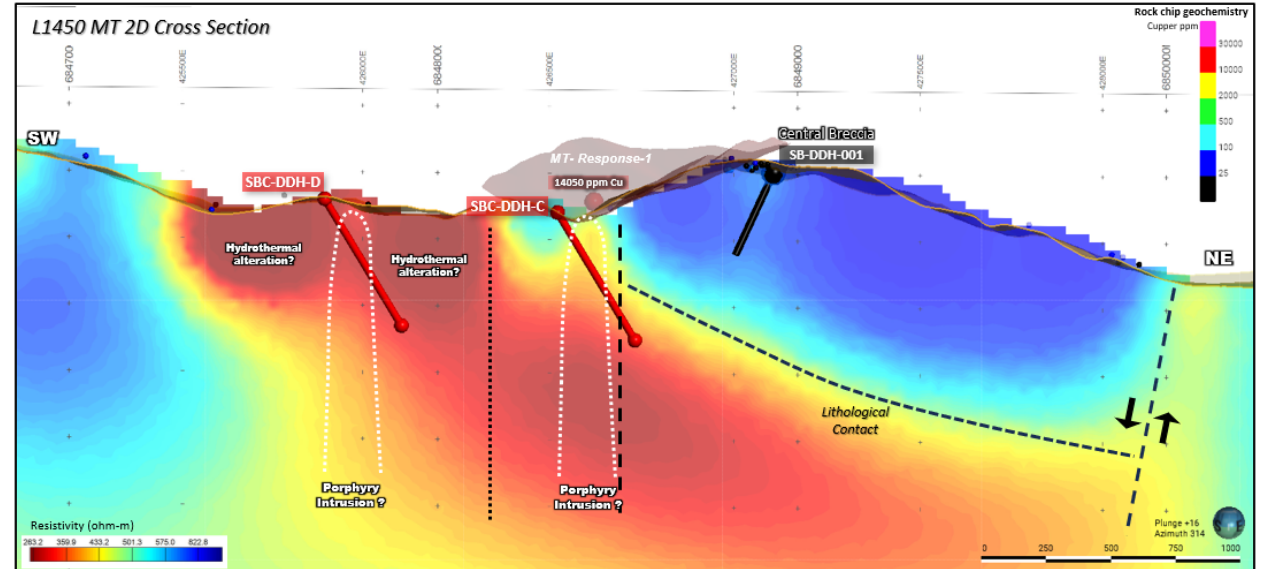 L1450 MT 2D Cross Section
Rock chip geochemistry
Cupper ppm
30000
10000
2000
500
100
25
684700
425500E
426000E
6848000
426500E
427000E
6849000
427500E
428000E
6850000
SW
Central Breccia
SB-DDH-001
MT- Response-1
14050 ppm Cu
SBC-DDH-D
SBC-DDH-C
NE
Hydrothermal
alteration?
Hydrothermal
alteration?
Lithological
Contact
Porphyry
Intrusion ?
Porphyry
Intrusion ?
Resistivity (ohm-m)
283.2 359.9 433.2 501.3 575.0 822.8
Plunge +16
Azimuth 314
0 250 500 750 1000